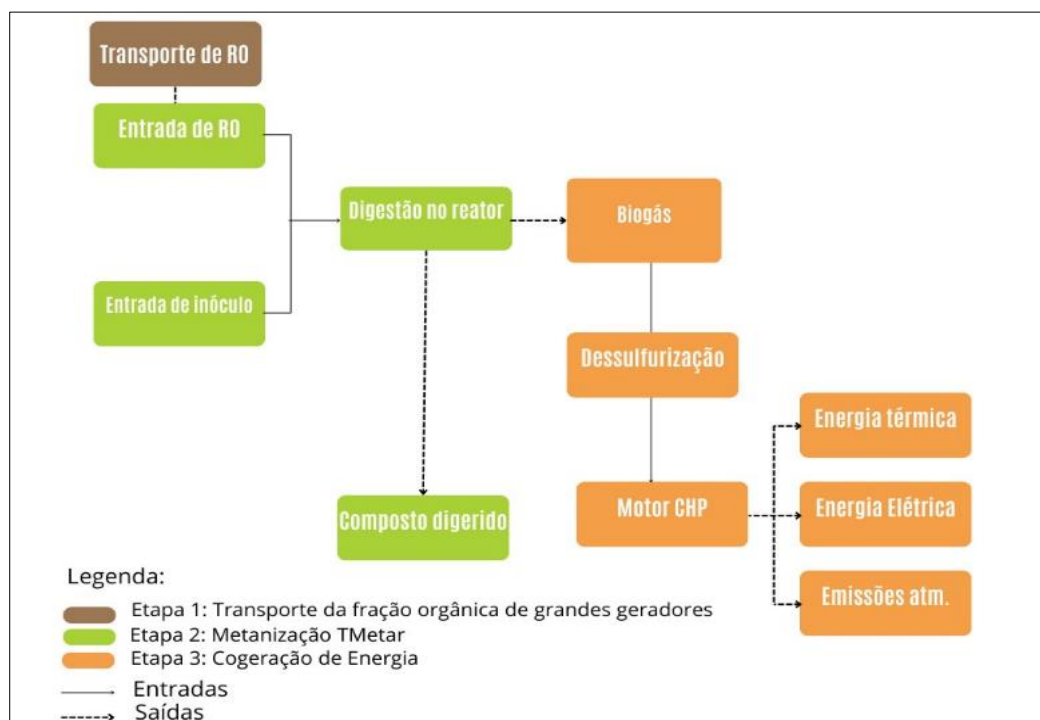 Transporte de RO
Entrada de RO
Entrada de inóculo
Digestão no reator
Biogás
Dessulfurização
Motor CHP
Composto digerido
Energia térmica
Energia Elétrica
Emissões atm.
Legenda:
Etapa 1: Transporte da fração orgânica de grandes geradores
Etapa 2: Metanização TMetar
Etapa 3: Cogeração de Energia
Entradas
Saídas